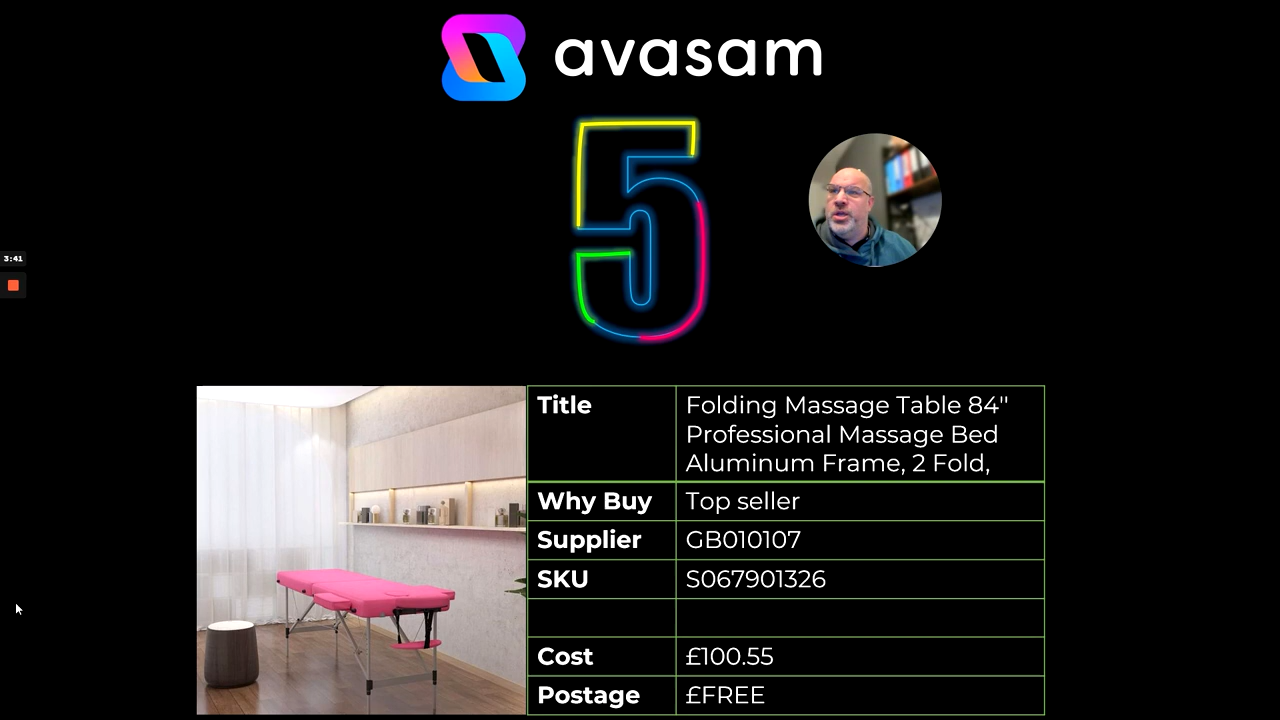 avasam
5
3:41
Title
Folding Massage Table 84"
Professional Massage Bed
Aluminum Frame, 2 Fold,
Why Buy
Top seller
Supplier
GB010107
SKU
S067901326
Cost
£100.55
Postage
£FREE